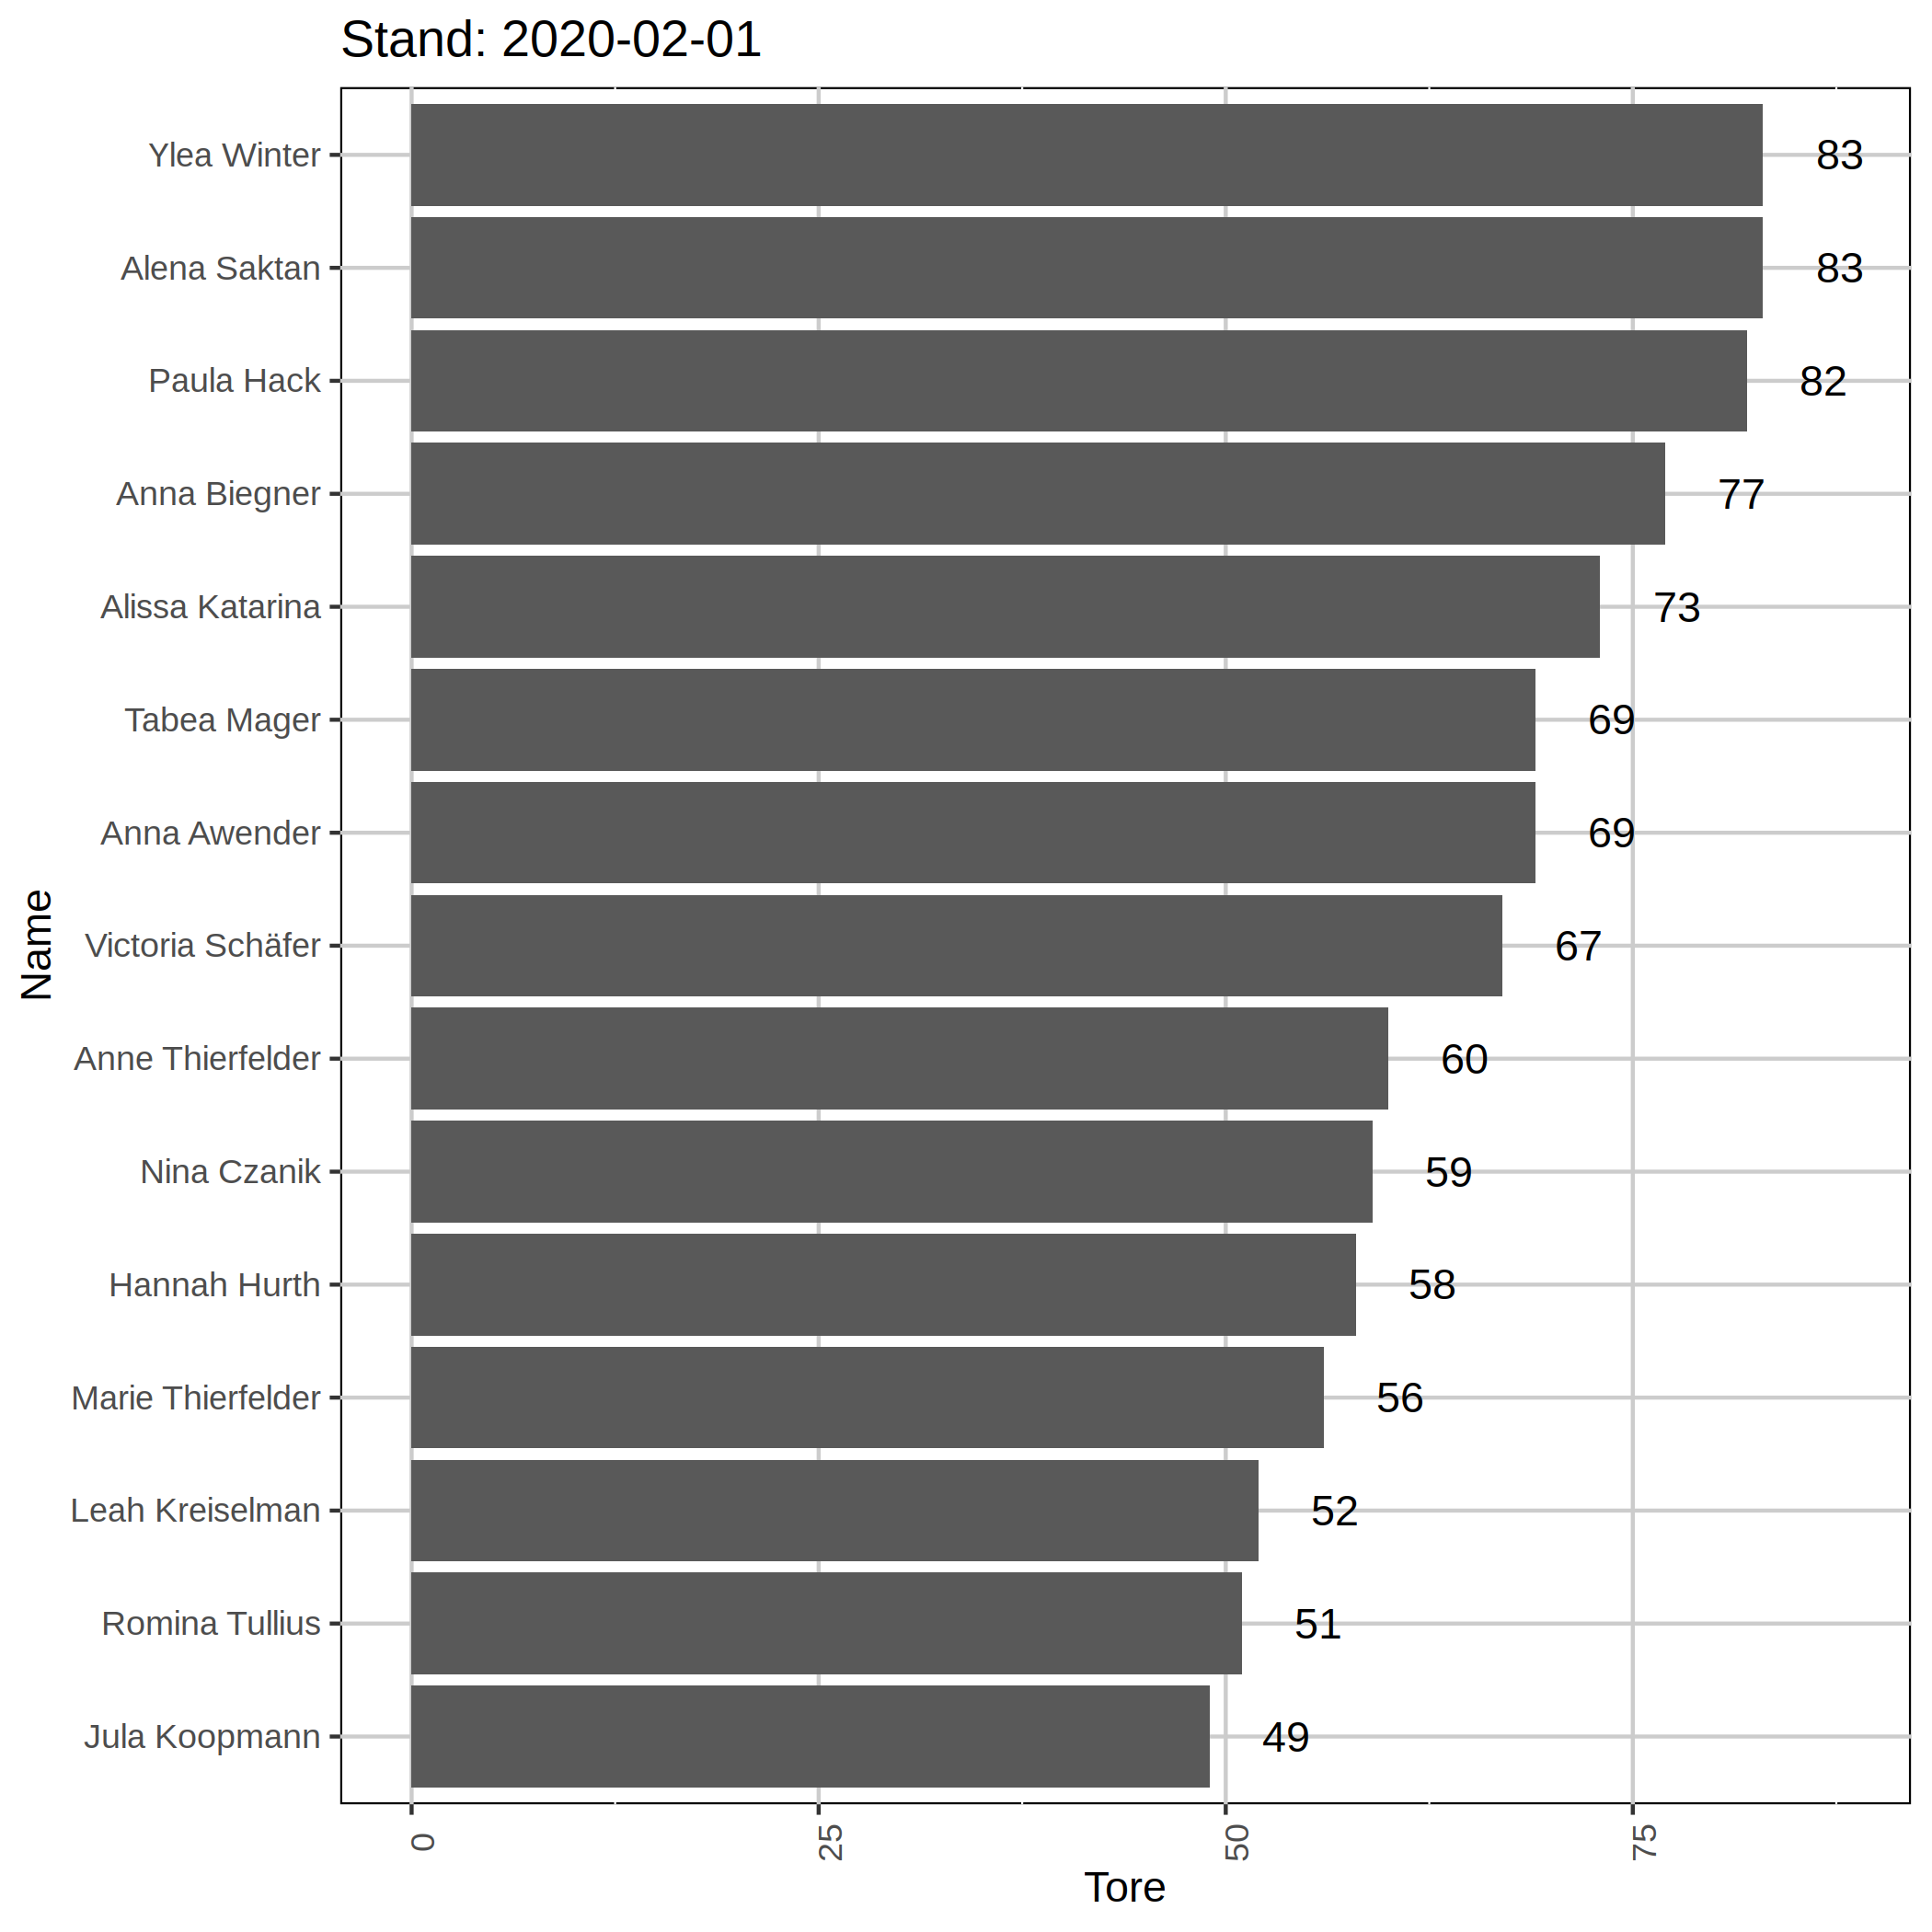 Stand: 2020-02-01
Ylea Winter 83
Alena Saktan 83
Paula Hack 82
Anna Biegner 77
Alissa Katarina 73
Tabea Mager 69
Anna Awender 69
Victoria Schäfer 67
Anne Thierfelder 60
Nina Czanik 59
Hannah Hurth 58
Marie Thierfelder 56
Leah Kreiselman 52
Romina Tullius 51
Jula Koopmann 49
Name
0 25 50 75
Tore